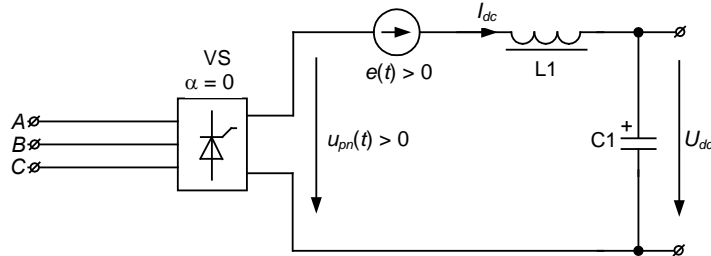 I_dc
VS
α = 0
e(t) > 0
L1
A
B
C
u_pn(t) > 0
C1
+
U_dc